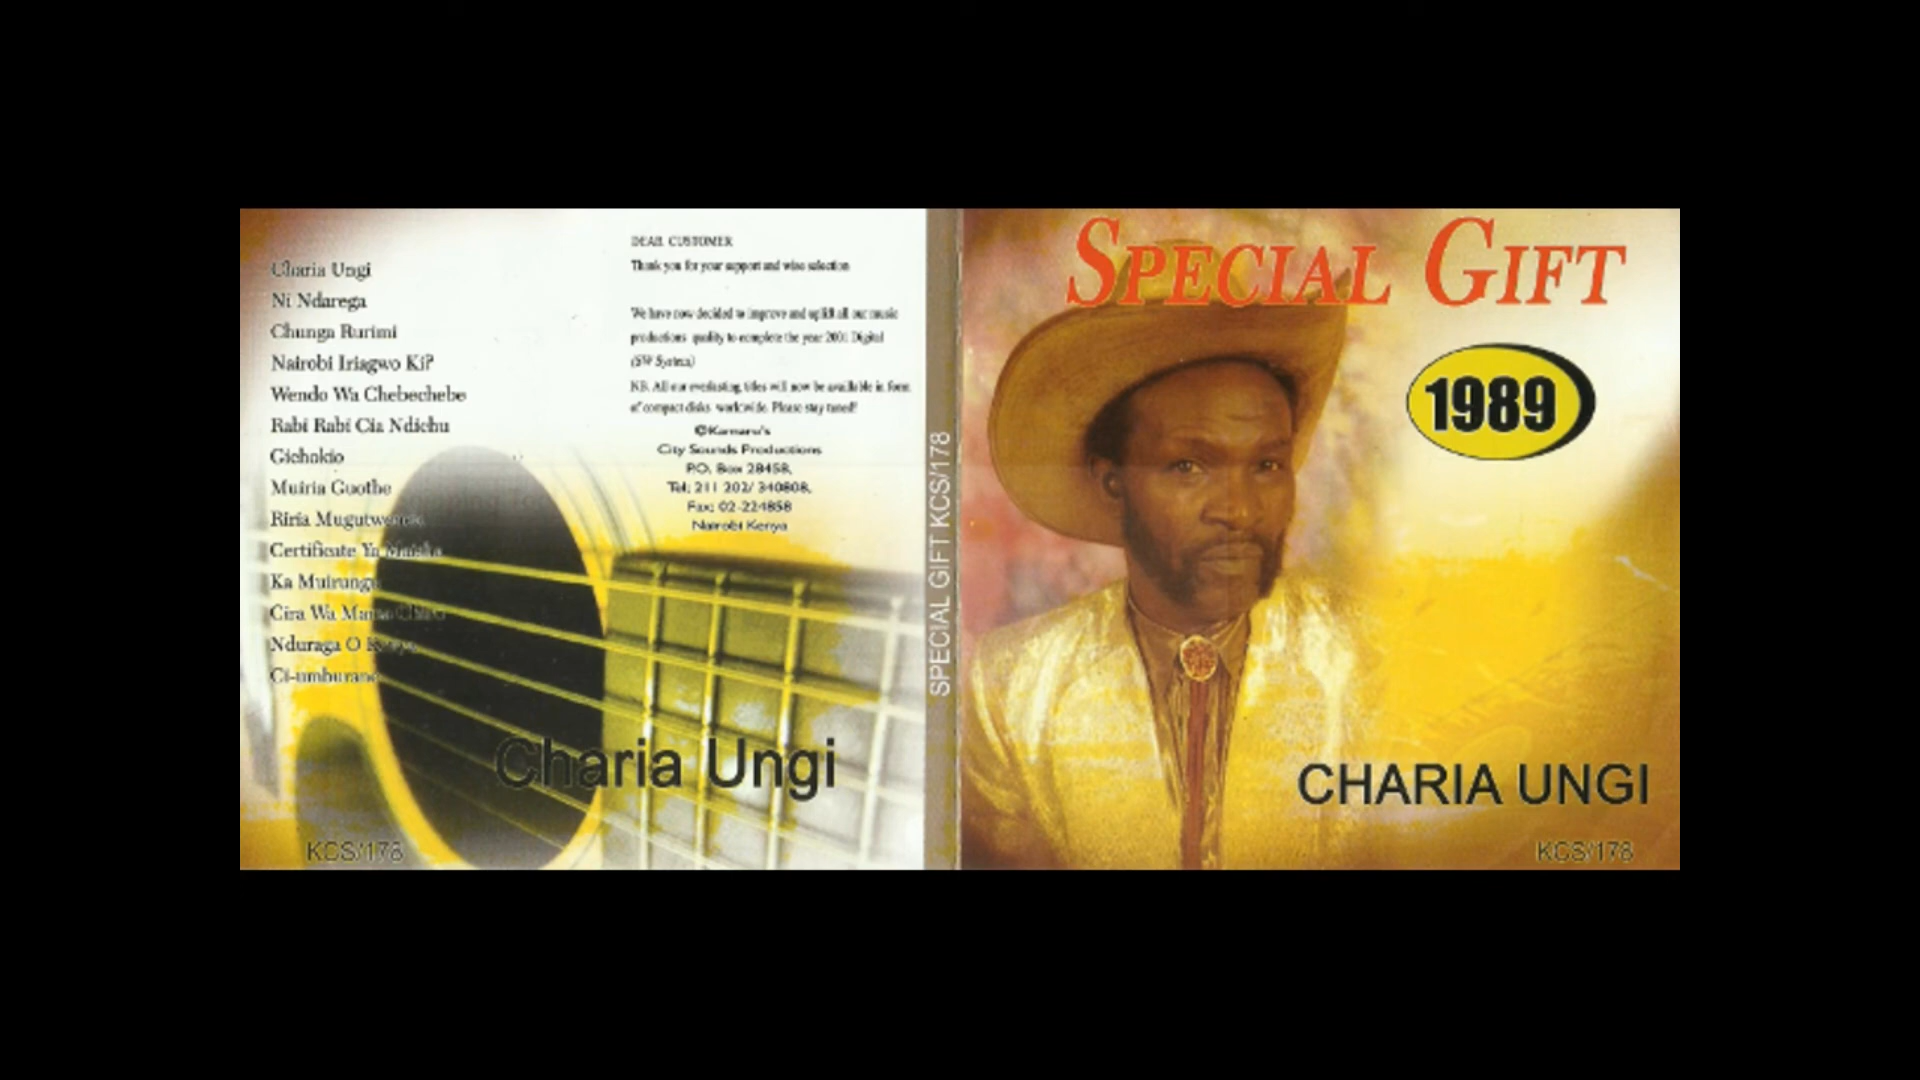 Charia Ungi
Ni Ndarega
Chunga Rurimi
Nairobi Iriagwo Ki?
Wendo Wa Chebechebe
Rabi Rabi Cia Ndichu
Gichokio
Muiria Guothe
Riria
Certificate Ya Maisha
Ka Muirungu
Cira Wa
Nduraga O
Ci-umburane
DEAR CUSTOMER
Thank you for your support and wise selection
We have now decided to improve and uplift all our music
productions quality to complete the year 2001 Digital
(SW System)
NB. All our everlasting titles will now be available in form
of compact disks worldwide. Please stay tuned!
©Kamaru's
City Sounds Productions
P.O. Box 28458,
Tel: 211 202/ 340808,
Fax: 02-224858
Nairobi Kenya
Charia Ungi
KCS/178
SPECIAL GIFT KCS/178
SPECIAL GIFT
1989
CHARIA UNGI
KCS/178